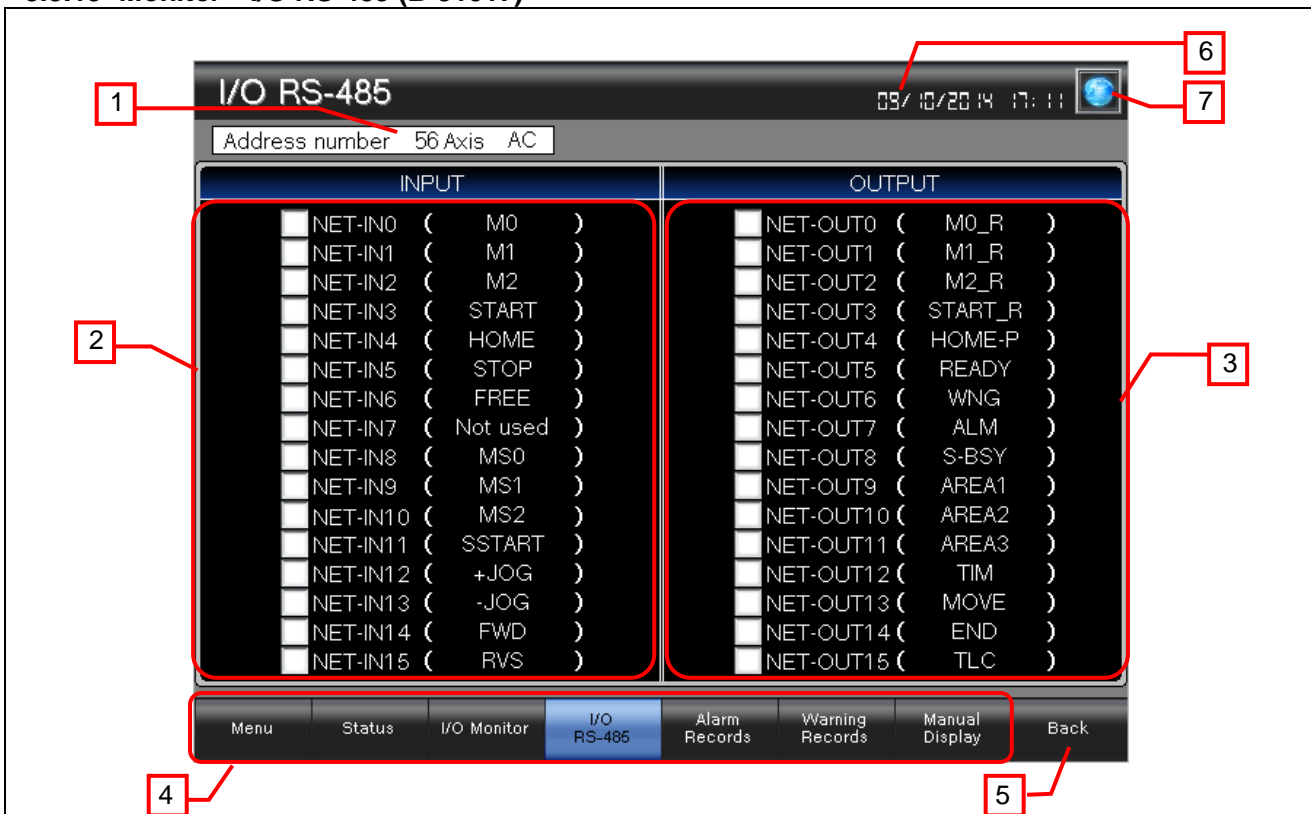 I/O RS-485
09/10/2014 17:11
Address number 56 Axis AC
INPUT
OUTPUT
NET-IN0 ( M0 )
NET-OUT0 ( M0_R )
NET-IN1 ( M1 )
NET-OUT1 ( M1_R )
NET-IN2 ( M2 )
NET-OUT2 ( M2_R )
NET-IN3 ( START )
NET-OUT3 ( START_R )
NET-IN4 ( HOME )
NET-OUT4 ( HOME-P )
NET-IN5 ( STOP )
NET-OUT5 ( READY )
NET-IN6 ( FREE )
NET-OUT6 ( WNG )
NET-IN7 ( Not used )
NET-OUT7 ( ALM )
NET-IN8 ( MS0 )
NET-OUT8 ( S-BSY )
NET-IN9 ( MS1 )
NET-OUT9 ( AREA1 )
NET-IN10 ( MS2 )
NET-OUT10 ( AREA2 )
NET-IN11 ( SSTART )
NET-OUT11 ( AREA3 )
NET-IN12 ( +JOG )
NET-OUT12 ( TIM )
NET-IN13 ( -JOG )
NET-OUT13 ( MOVE )
NET-IN14 ( FWD )
NET-OUT14 ( END )
NET-IN15 ( RVS )
NET-OUT15 ( TLC )
Menu
Status
I/O Monitor
I/O
RS-485
Alarm
Records
Warning
Records
Manual
Display
Back
1
2
3
4
5
6
7